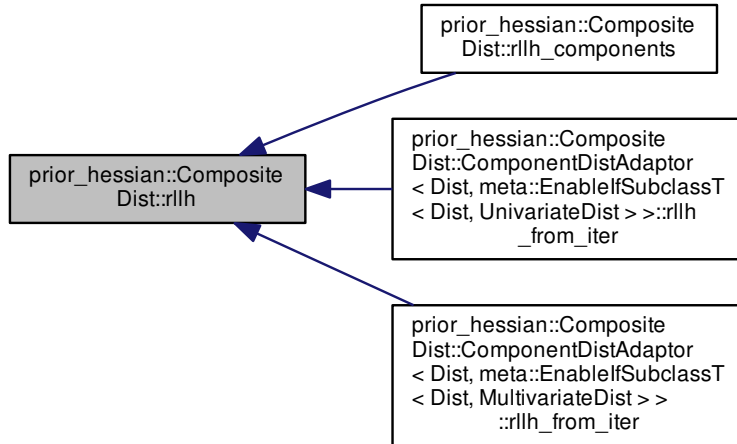 prior_hessian::Composite
Dist::rllh_components
prior_hessian::Composite
Dist::rllh
prior_hessian::Composite
Dist::ComponentDistAdaptor
< Dist, meta::EnableIfSubclassT
< Dist, UnivariateDist > >::rllh
_from_iter
prior_hessian::Composite
Dist::ComponentDistAdaptor
< Dist, meta::EnableIfSubclassT
< Dist, MultivariateDist > >
::rllh_from_iter